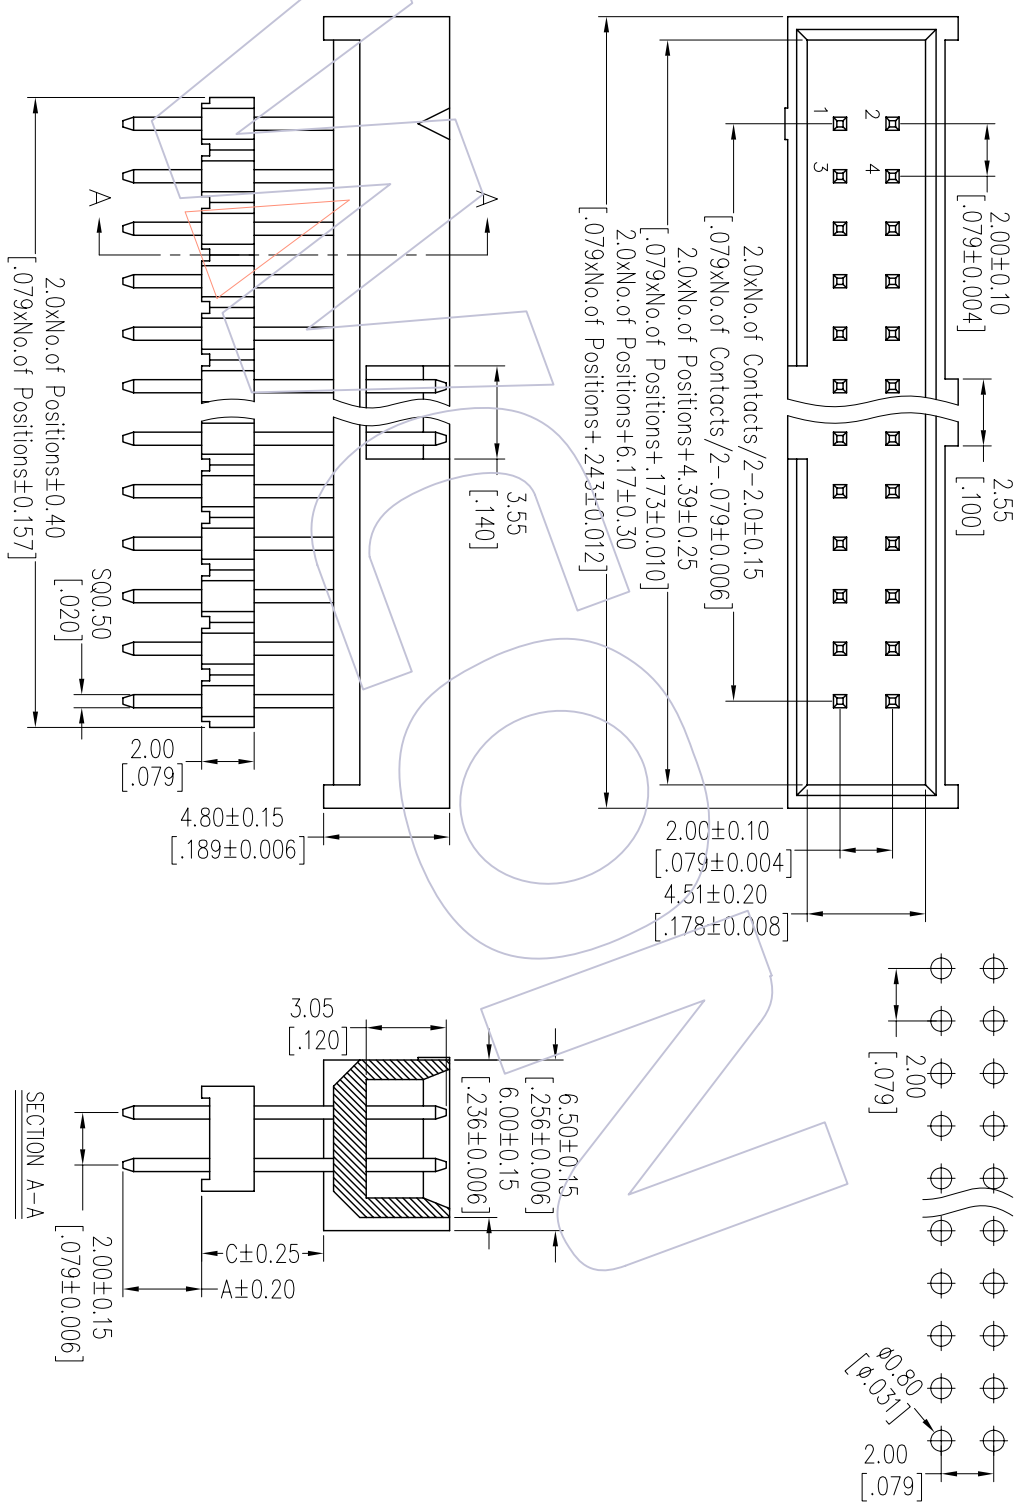 1
2
3
4
2.00±0.10
[.079±0.004]
2.55
[.100]
2.0xNo.of Contacts/2-2.0±0.15
[.079xNo.of Contacts/2-.079±0.006]
2.0xNo.of Positions+4.39±0.25
[.079xNo.of Positions+.173±0.010]
2.0xNo.of Positions+6.17±0.30
[.079xNo.of Positions+.243±0.012]
2.00±0.10
[.079±0.004]
4.51±0.20
[.178±0.008]
A
A
3.55
[.140]
2.0xNo.of Positions±0.40
[.079xNo.of Positions±0.157]
SQ0.50
[.020]
2.00
[.079]
4.80±0.15
[.189±0.006]
3.05
[.120]
6.50±0.15
[.256±0.006]
6.00±0.15
[.236±0.006]
C±0.25
A±0.20
2.00±0.15
[.079±0.006]
SECTION A-A
2.00
[.079]
ø0.80
[ø.031]
2.00
[.079]
WCON